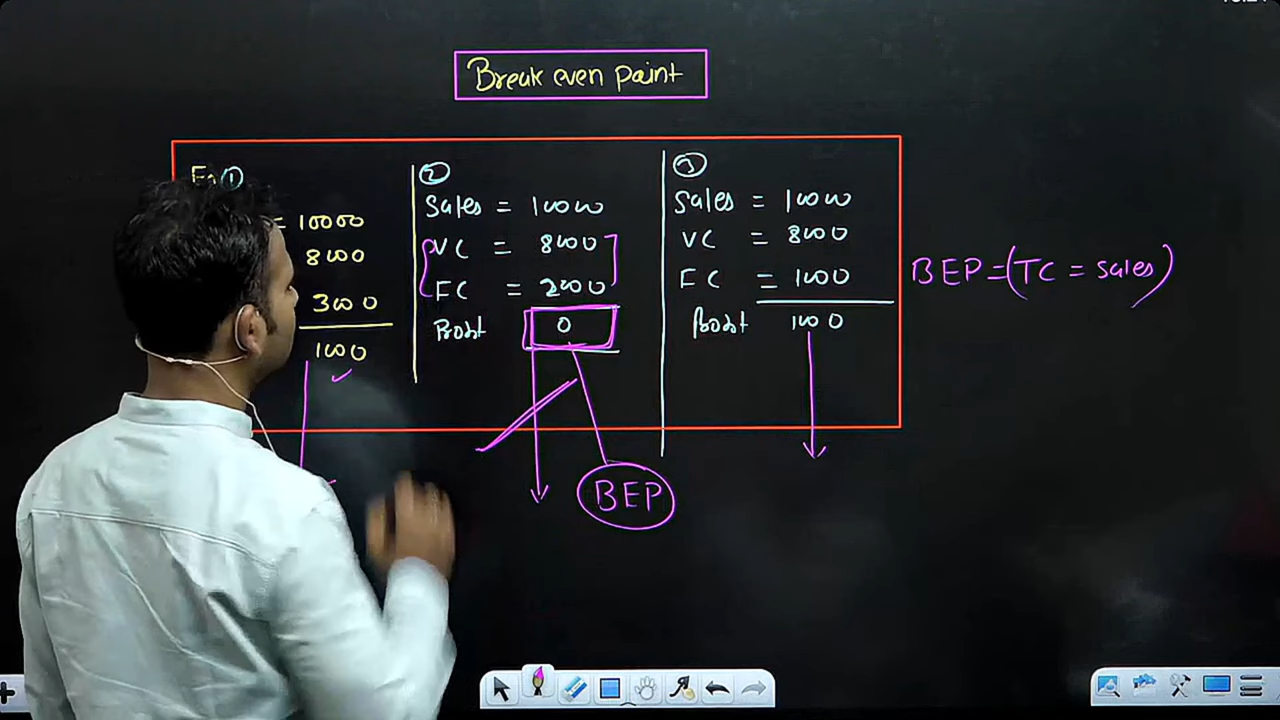 Break even point
Ex ①
= 10000
8000
3000
1000
②
Sales = 10000
VC = 8000
FC = 2000
Profit 0
③
Sales = 10000
VC = 8000
FC = 1000
Profit 1000
BEP = (TC = Sales)
BEP